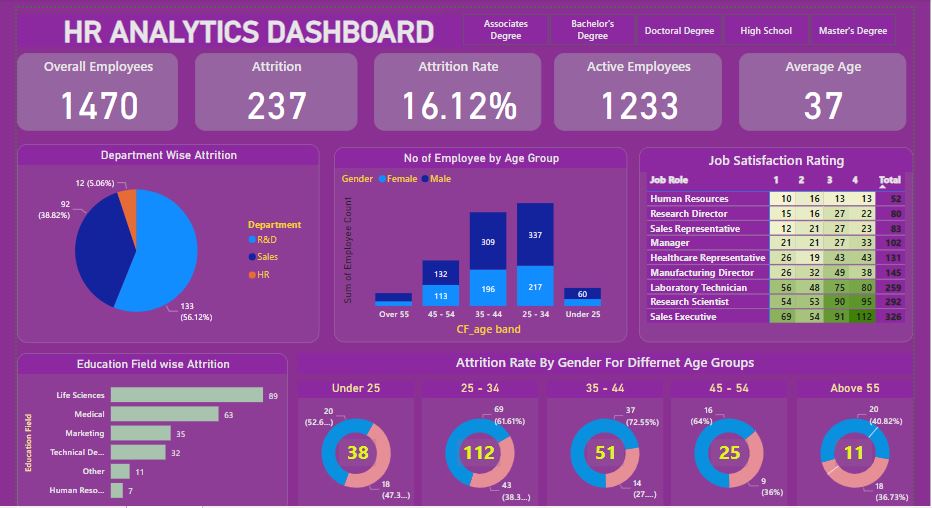 HR ANALYTICS DASHBOARD
Associates Degree
Bachelor's Degree
Doctoral Degree
High School
Master's Degree
Overall Employees
1470
Attrition
237
Attrition Rate
16.12%
Active Employees
1233
Average Age
37
Department Wise Attrition
12 (5.06%)
92
(38.82%)
133
(56.12%)
Department
R&D
Sales
HR
No of Employee by Age Group
Gender Female Male
Sum of Employee Count
132
113
309
196
337
217
60
Over 55 45 - 54 35 - 44 25 - 34 Under 25
CF_age band
Job Satisfaction Rating
Job Role 1 2 3 4 Total
Human Resources 10 16 13 13 52
Research Director 15 16 27 22 80
Sales Representative 12 21 27 23 83
Manager 21 21 27 33 102
Healthcare Representative 26 19 43 43 131
Manufacturing Director 26 32 49 38 145
Laboratory Technician 56 48 75 80 259
Research Scientist 54 53 90 95 292
Sales Executive 69 54 91 112 326
Education Field wise Attrition
Education Field
Life Sciences 89
Medical 63
Marketing 35
Technical De... 32
Other 11
Human Reso... 7
Attrition Rate By Gender For Differnet Age Groups
Under 25
20
(52.6...)
38
18
(47.3...)
25 - 34
69
(61.61%)
112
43
(38.3...)
35 - 44
37
(72.55%)
51
14
(27....)
45 - 54
16
(64%)
25
9
(36%)
Above 55
20
(40.82%)
11
18
(36.73%)